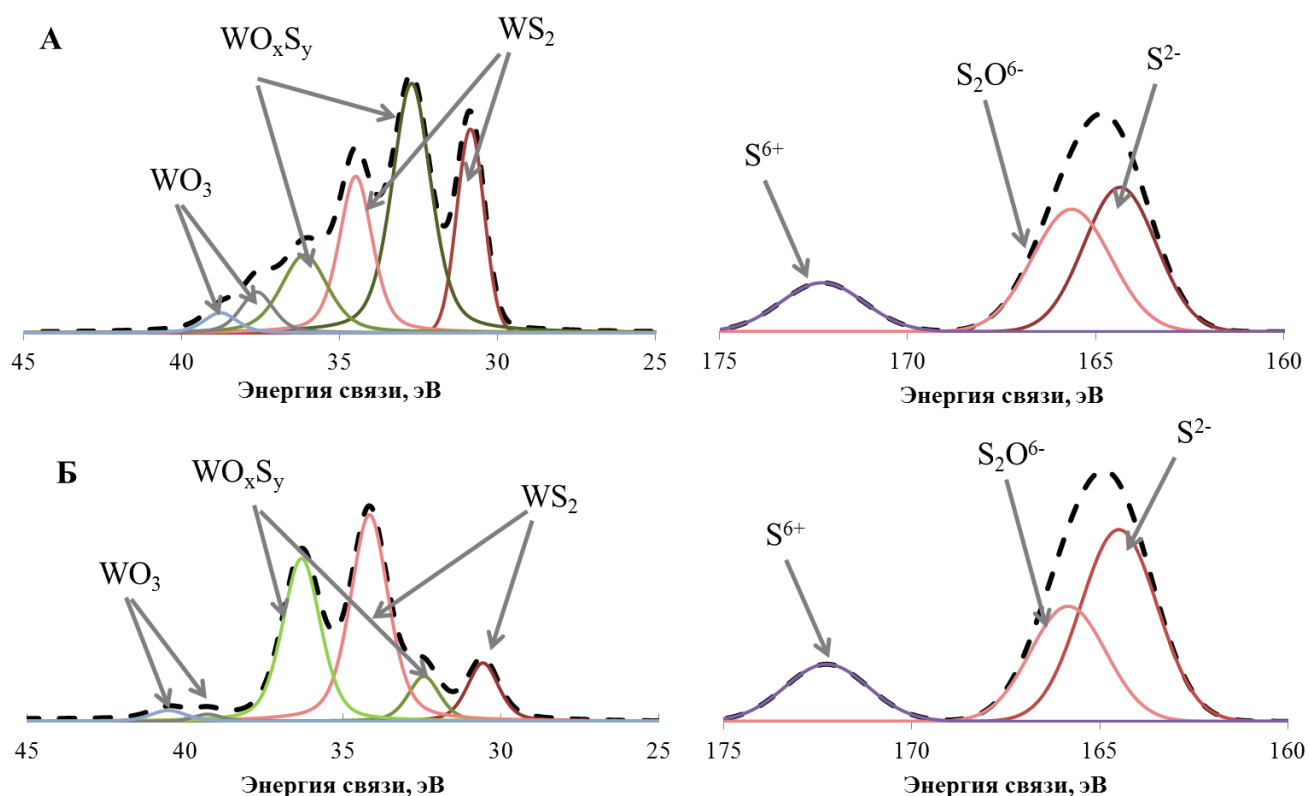 А
WOₓSᵧ
WS₂
WO₃
S₂O⁶⁻
S²⁻
S⁶⁺
45 40 35 30 25
Энергия связи, эВ
175 170 165 160
Энергия связи, эВ
Б
WOₓSᵧ
WS₂
WO₃
S₂O⁶⁻
S²⁻
S⁶⁺
45 40 35 30 25
Энергия связи, эВ
175 170 165 160
Энергия связи, эВ